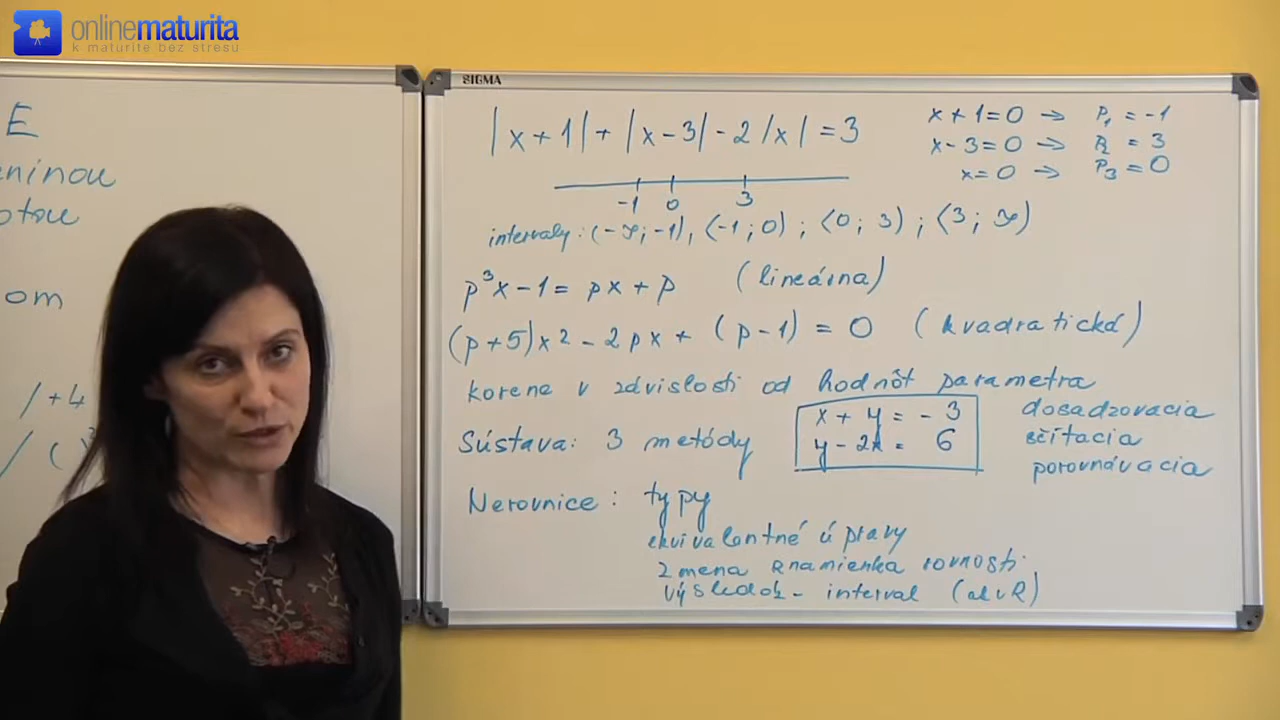 onlinematurita
k maturite bez stresu
E
eninou
otou
om
/ +4
/ ( )²
SIGMA
|x+1|+|x-3|-2|x|=3
x+1=0 → P₁ = -1
x-3=0 → P₂ = 3
x=0 → P₃ = 0
-1 0 3
intervaly: (-∞; -1), ⟨-1; 0) ; ⟨0; 3) ; ⟨3; ∞)
p³x-1= px+p (lineárna)
(p+5)x² - 2px + (p-1) = 0 (kvadratická)
korene v závislosti od hodnôt parametra
Sústava: 3 metódy
x + y = -3
y - 2x = 6
dosadzovacia
sčítacia
porovnávacia
Nerovnice: typy
ekvivalentné úpravy
zmena znamienka rovnosti
výsledok - interval (ak v R)